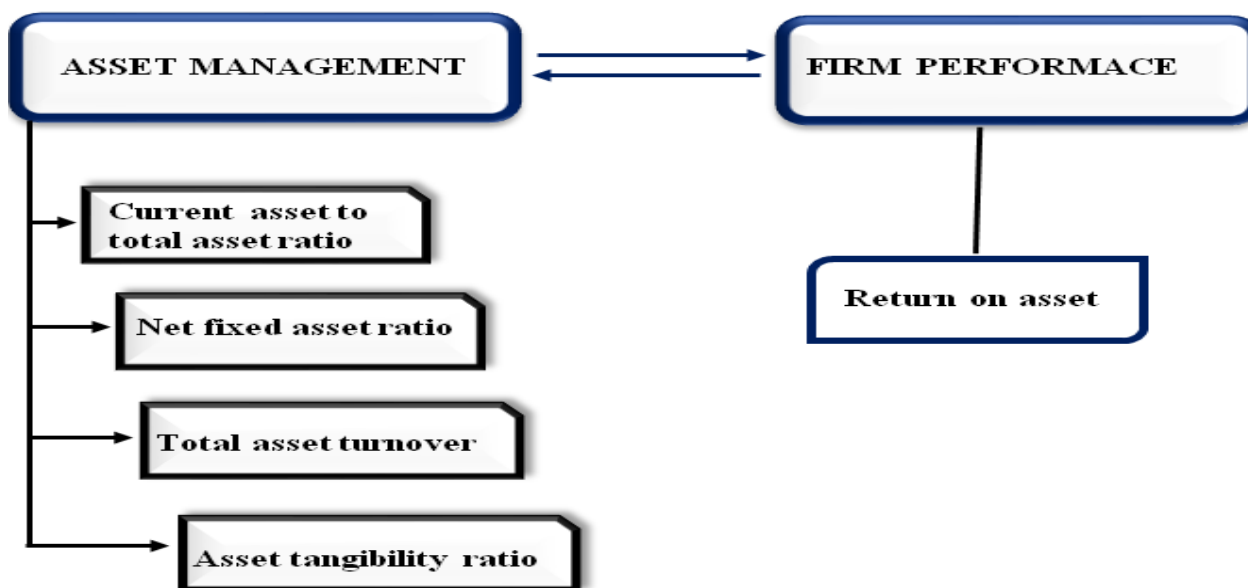 ASSET MANAGEMENT
FIRM PERFORMACE
Current asset to
total asset ratio
Net fixed asset ratio
Total asset turnover
Asset tangibility ratio
Return on asset